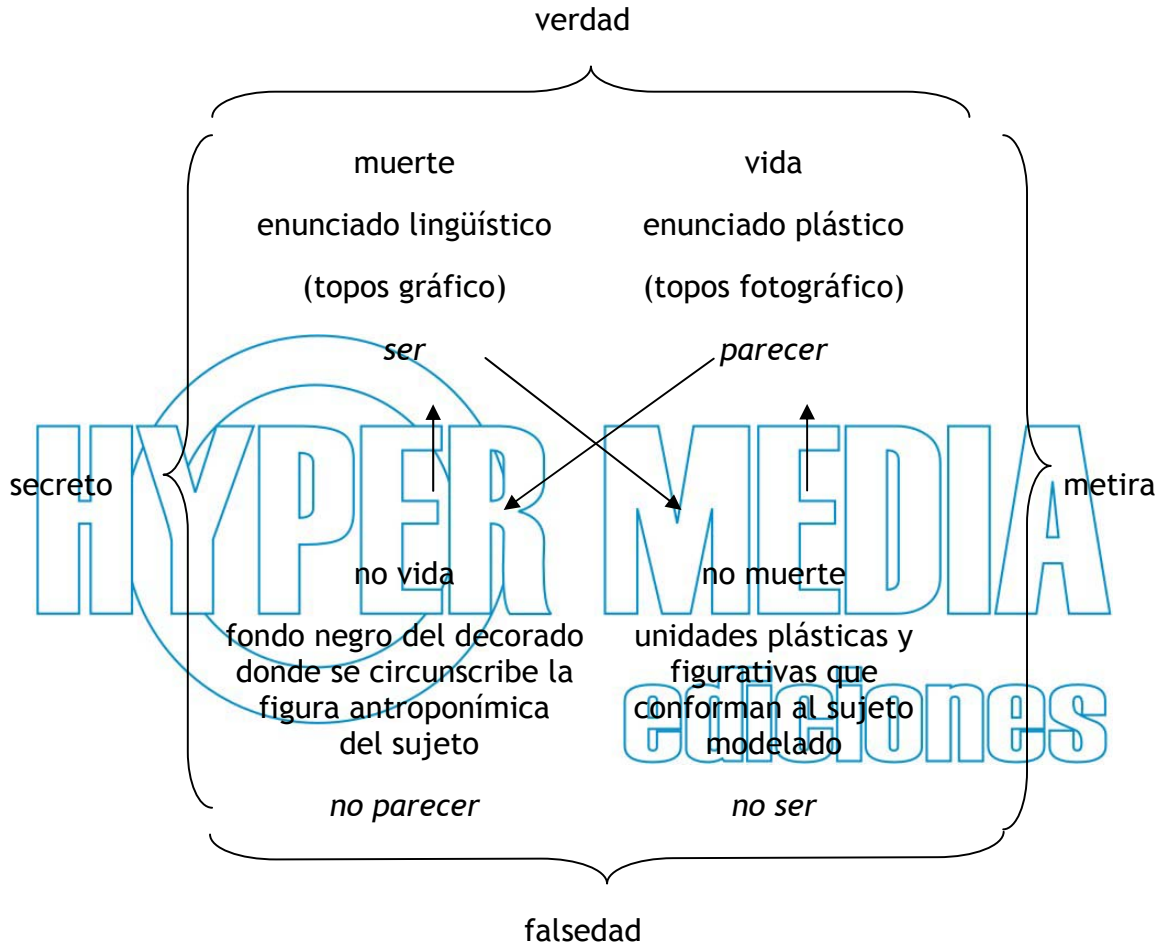 verdad
muerte vida
enunciado lingüístico enunciado plástico
(topos gráfico) (topos fotográfico)
ser parecer
HYPER MEDIA
secreto metira
no vida no muerte
fondo negro del decorado unidades plásticas y
donde se circunscribe la figurativas que
figura antroponímica conforman al sujeto
del sujeto modelado
ediciones
no parecer no ser
falsedad